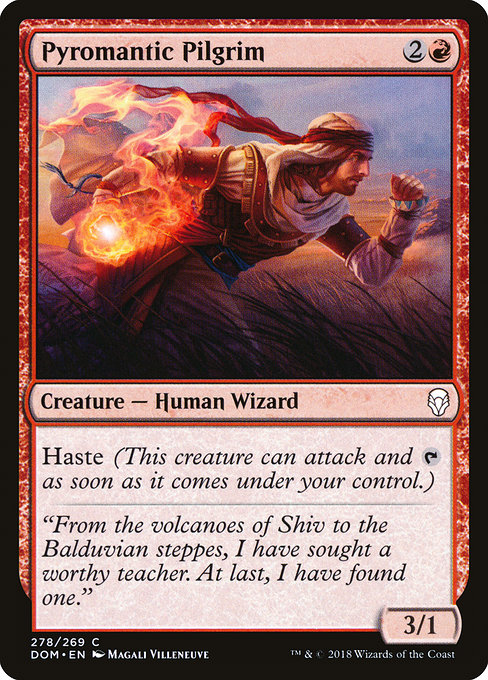 Pyromantic Pilgrim 2
Creature — Human Wizard
Haste (This creature can attack and
as soon as it comes under your control.)
“From the volcanoes of Shiv to the
Balduvian steppes, I have sought a
worthy teacher. At last, I have found
one.”
3/1
278/269 C
DOM • EN Magali Villeneuve
™ & © 2018 Wizards of the Coast